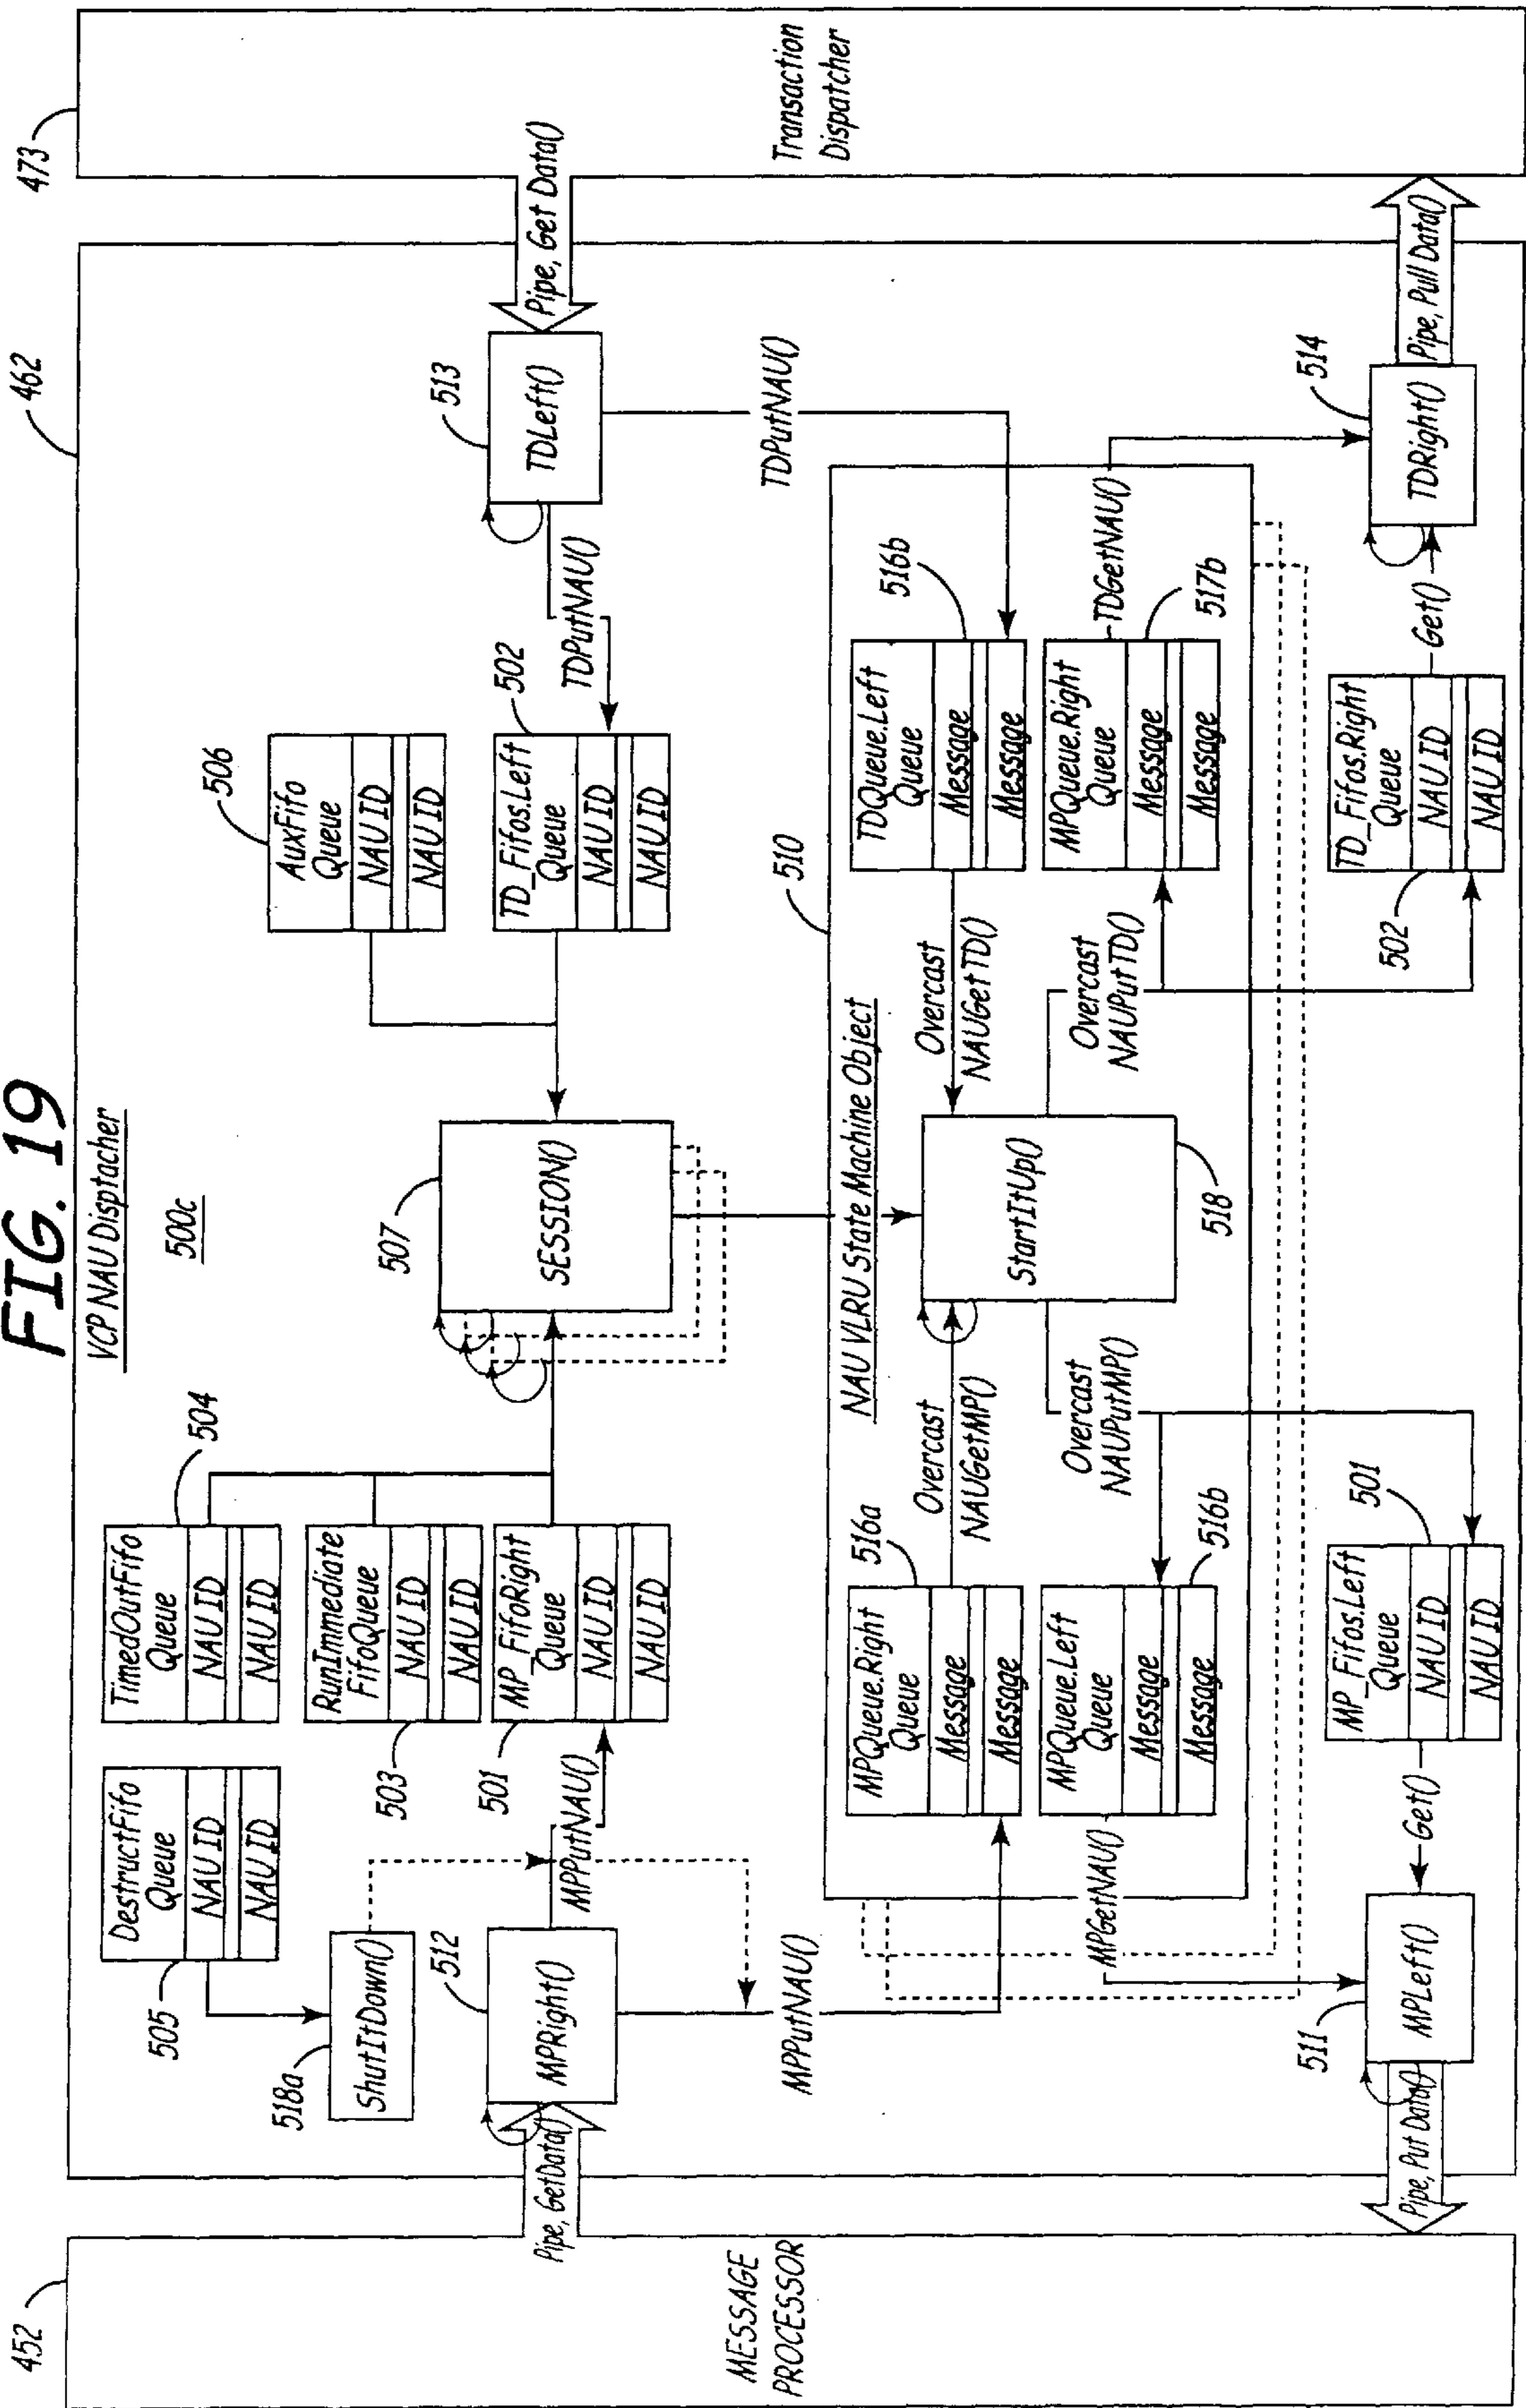 FIG. 19
452
MESSAGE
PROCESSOR
462
473
Transaction
Dispatcher
VCP NAU Disptacher
500c
DestructFifo
Queue
NAU ID
NAU ID
505
TimedOutFifo
Queue
NAU ID
NAU ID
504
518a
ShutItDown()
RunImmediate
FifoQueue
NAU ID
NAU ID
503
AuxFifo
Queue
NAU ID
NAU ID
506
Pipe, GetData()
MPRight()
512
MPPutNAU()
501
MP_FifoRight
Queue
NAU ID
NAU ID
507
SESSION()
TD_Fifos.Left
Queue
NAU ID
NAU ID
502
TDPutNAU()
TDLeft()
513
Pipe, Get Data()
MPPutNAU()
TDPutNAU()
NAU VLRU State Machine Object
510
516a
MPQueue.Right
Queue
Message
Message
Overcast
NAUGetMP()
StartItUp()
518
Overcast
NAUGetTD()
TDQueue.Left
Queue
Message
Message
516b
MPGetNAU()
MPQueue.Left
Queue
Message
Message
516b
Overcast
NAUPutMP()
Overcast
NAUPutTD()
MPQueue.Right
Queue
Message
Message
517b
TDGetNAU()
Pipe, Put Data()
MPLeft()
511
Get()
MP_Fifos.Left
Queue
NAU ID
NAU ID
501
502
TD_Fifos.Right
Queue
NAU ID
NAU ID
Get()
TDRight()
514
Pipe, Pull Data()